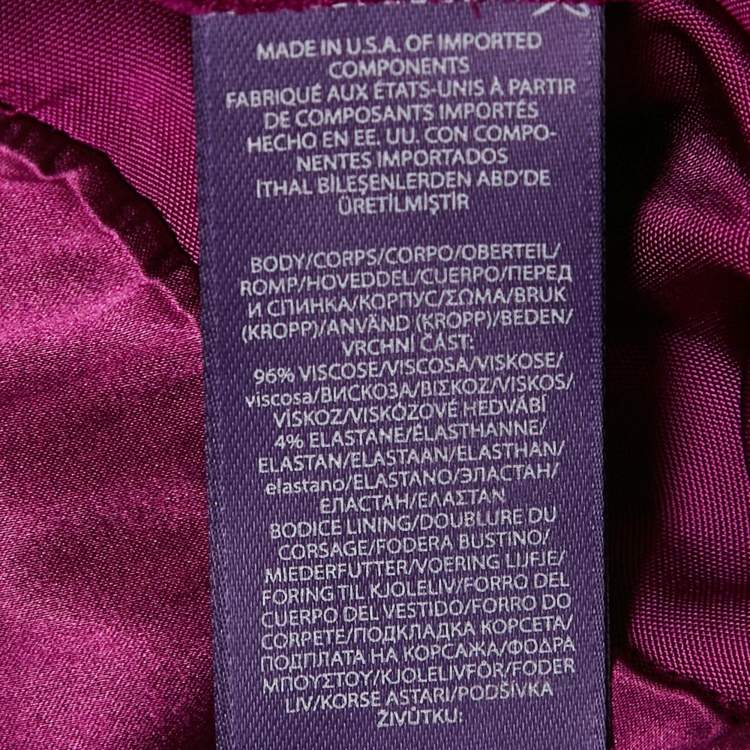 MADE IN U.S.A. OF IMPORTED
COMPONENTS
FABRIQUÉ AUX ÉTATS-UNIS À PARTIR
DE COMPOSANTS IMPORTÉS
HECHO EN EE. UU. CON COMPO-
NENTES IMPORTADOS
İTHAL BİLEŞENLERDEN ABD'DE
ÜRETİLMİŞTİR
BODY/CORPS/CORPO/OBERTEIL/
ROMP/HOVEDDEL/CUERPO/ПЕРЕД
И СПИНКА/КОРПУС/ΣΩΜΑ/BRUK
(KROPP)/ANVÄND (KROPP)/BEDEN/
VRCHNÍ ČÁST:
96% VISCOSE/VISCOSA/VISKOSE/
viscosa/ВИСКОЗА/ΒΙΣΚΟΖ/VISKOS/
VİSKOZ/VISKÓZOVÉ HEDVÁBÍ
4% ELASTANE/ÉLASTHANNE/
ELASTAN/ELASTAAN/ELASTHAN/
elastano/ELASTANO/ЭЛАСТАН/
ЕЛАСТАН/ΕΛΑΣΤΑΝ
BODICE LINING/DOUBLURE DU
CORSAGE/FODERA BUSTINO/
MIEDERFUTTER/VOERING LIJFJE/
FORING TIL KJOLELIV/FORRO DEL
CUERPO DEL VESTIDO/FORRO DO
CORPETE/ПОДКЛАДКА КОРСЕТА/
ПОДПЛАТА НА КОРСАЖА/ΦΟΔΡΑ
ΜΠΟΥΣΤΟΥ/KJOLELIVFÔR/FODER
LIV/KORSE ASTARI/PODŠÍVKA
ŽIVŮTKU: